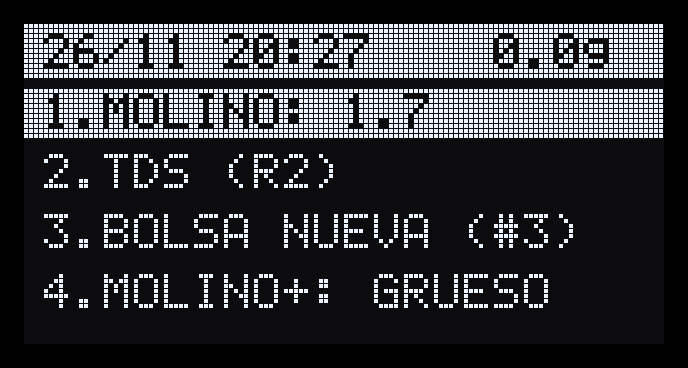 26/11 20:27 0.0g
1.MOLINO: 1.7
2.TDS (R2)
3.BOLSA NUEVA (#3)
4.MOLINO+: GRUESO